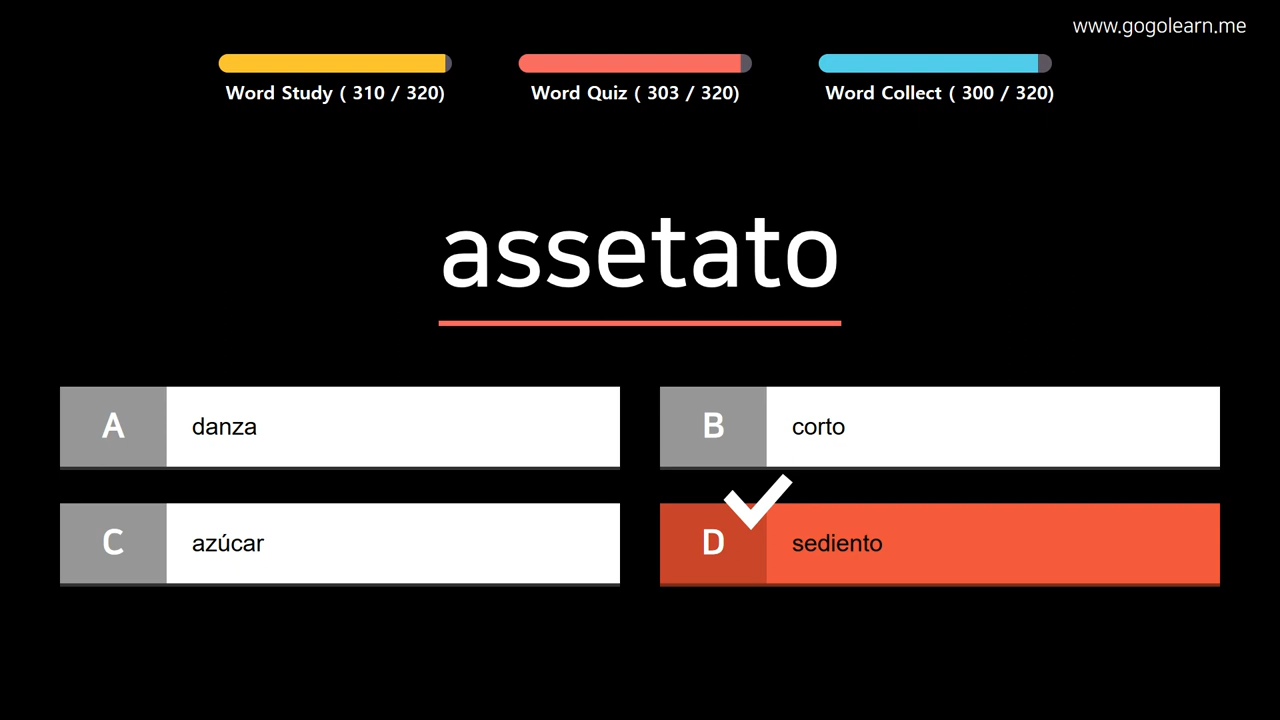 www.gogolearn.me
Word Study ( 310 / 320)
Word Quiz ( 303 / 320)
Word Collect ( 300 / 320)
assetato
A danza
B corto
C azúcar
D sediento